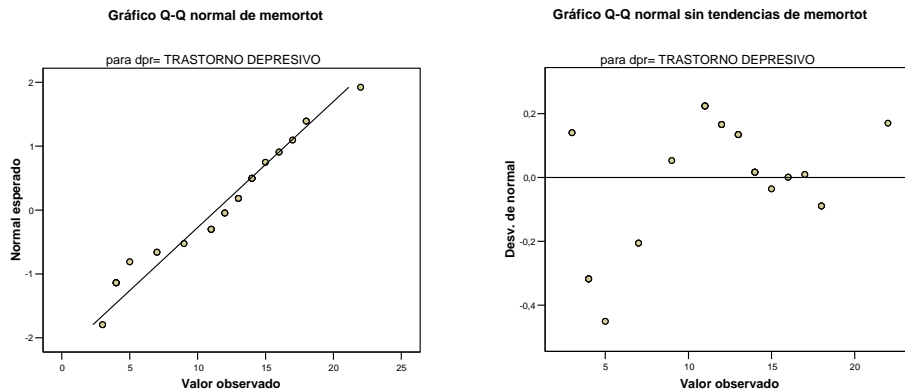 Gráfico Q-Q normal de memortot
para dpr= TRASTORNO DEPRESIVO
Normal esperado
2
1
0
-1
-2
0 5 10 15 20 25
Valor observado
Gráfico Q-Q normal sin tendencias de memortot
para dpr= TRASTORNO DEPRESIVO
Desv. de normal
0,2
0,0
-0,2
-0,4
5 10 15 20
Valor observado